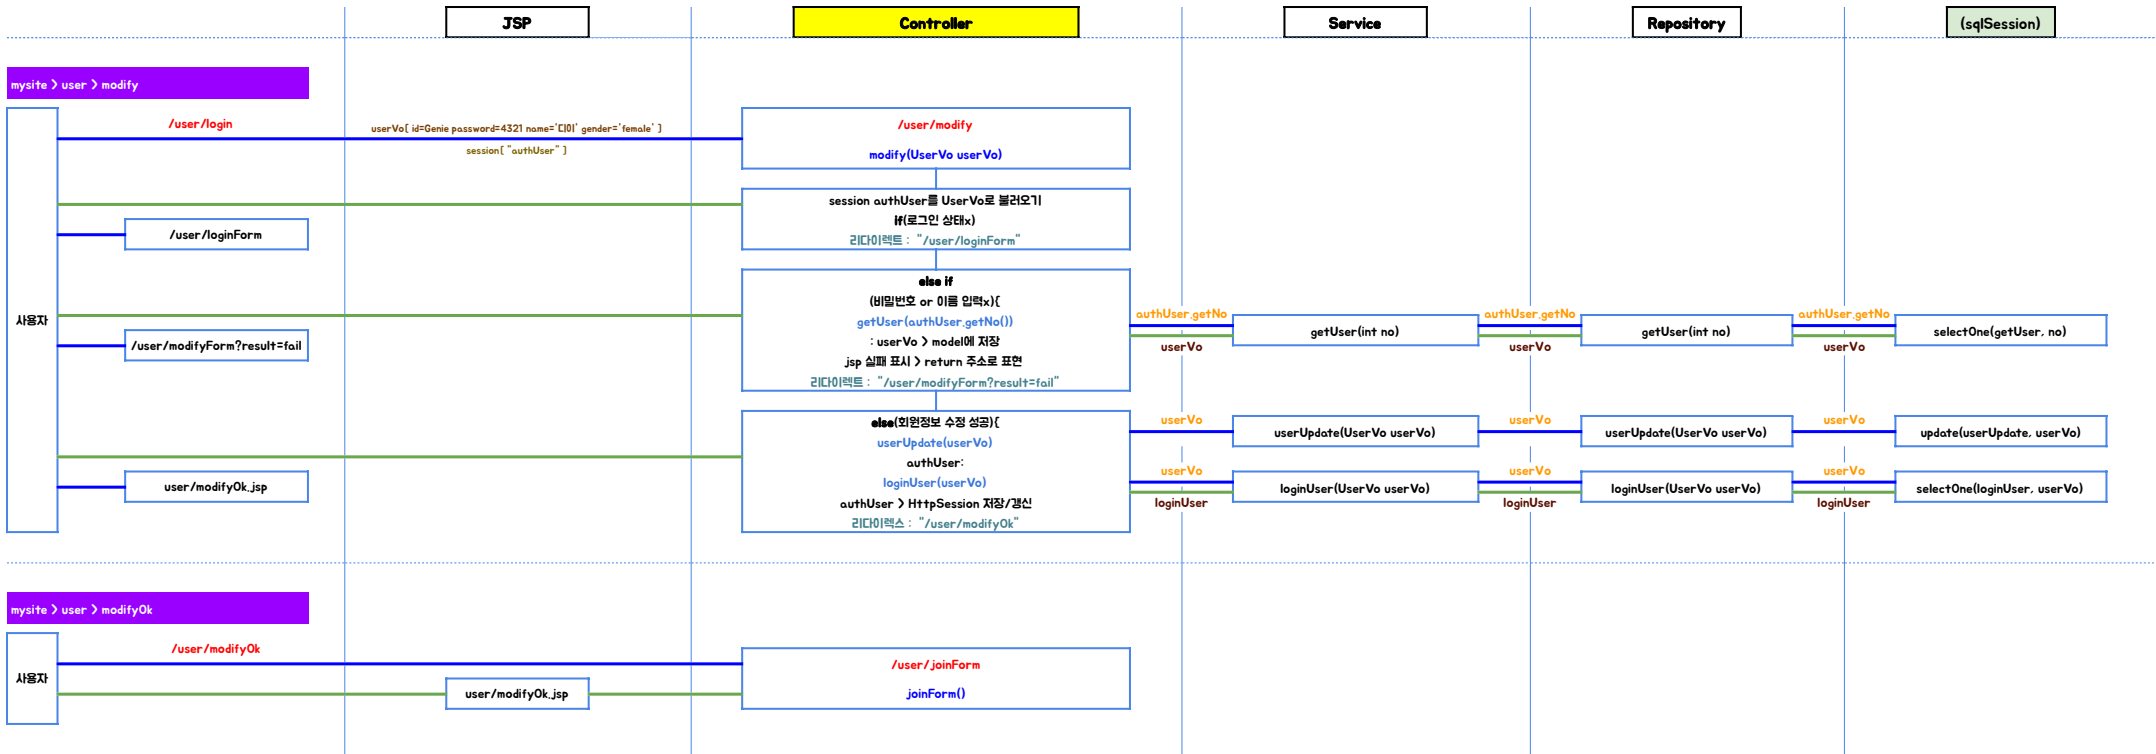 JSP
Controller
Service
Repository
(sqlSession)
mysite > user > modify
사용자
/user/login
userVo[ id=Genie password=4321 name='디이' gender='female' ]
session[ "authUser" ]
/user/modify
modify(UserVo userVo)
session authUser를 UserVo로 불러오기
if(로그인 상태x)
리다이렉트 : "/user/loginForm"
/user/loginForm
else if
(비밀번호 or 이름 입력x){
getUser(authUser.getNo())
: userVo > model에 저장
jsp 실패 표시 > return 주소로 표현
리다이렉트 : "/user/modifyForm?result=fail"
/user/modifyForm?result=fail
authUser.getNo
userVo
getUser(int no)
authUser.getNo
userVo
getUser(int no)
authUser.getNo
userVo
selectOne(getUser, no)
else(회원정보 수정 성공){
userUpdate(userVo)
authUser:
loginUser(userVo)
authUser > HttpSession 저장/갱신
리다이렉스 : "/user/modifyOk"
user/modifyOk.jsp
userVo
userUpdate(UserVo userVo)
userVo
userUpdate(UserVo userVo)
userVo
update(userUpdate, userVo)
userVo
loginUser
loginUser(UserVo userVo)
userVo
loginUser
loginUser(UserVo userVo)
userVo
loginUser
selectOne(loginUser, userVo)
mysite > user > modifyOk
사용자
/user/modifyOk
user/modifyOk.jsp
/user/joinForm
joinForm()